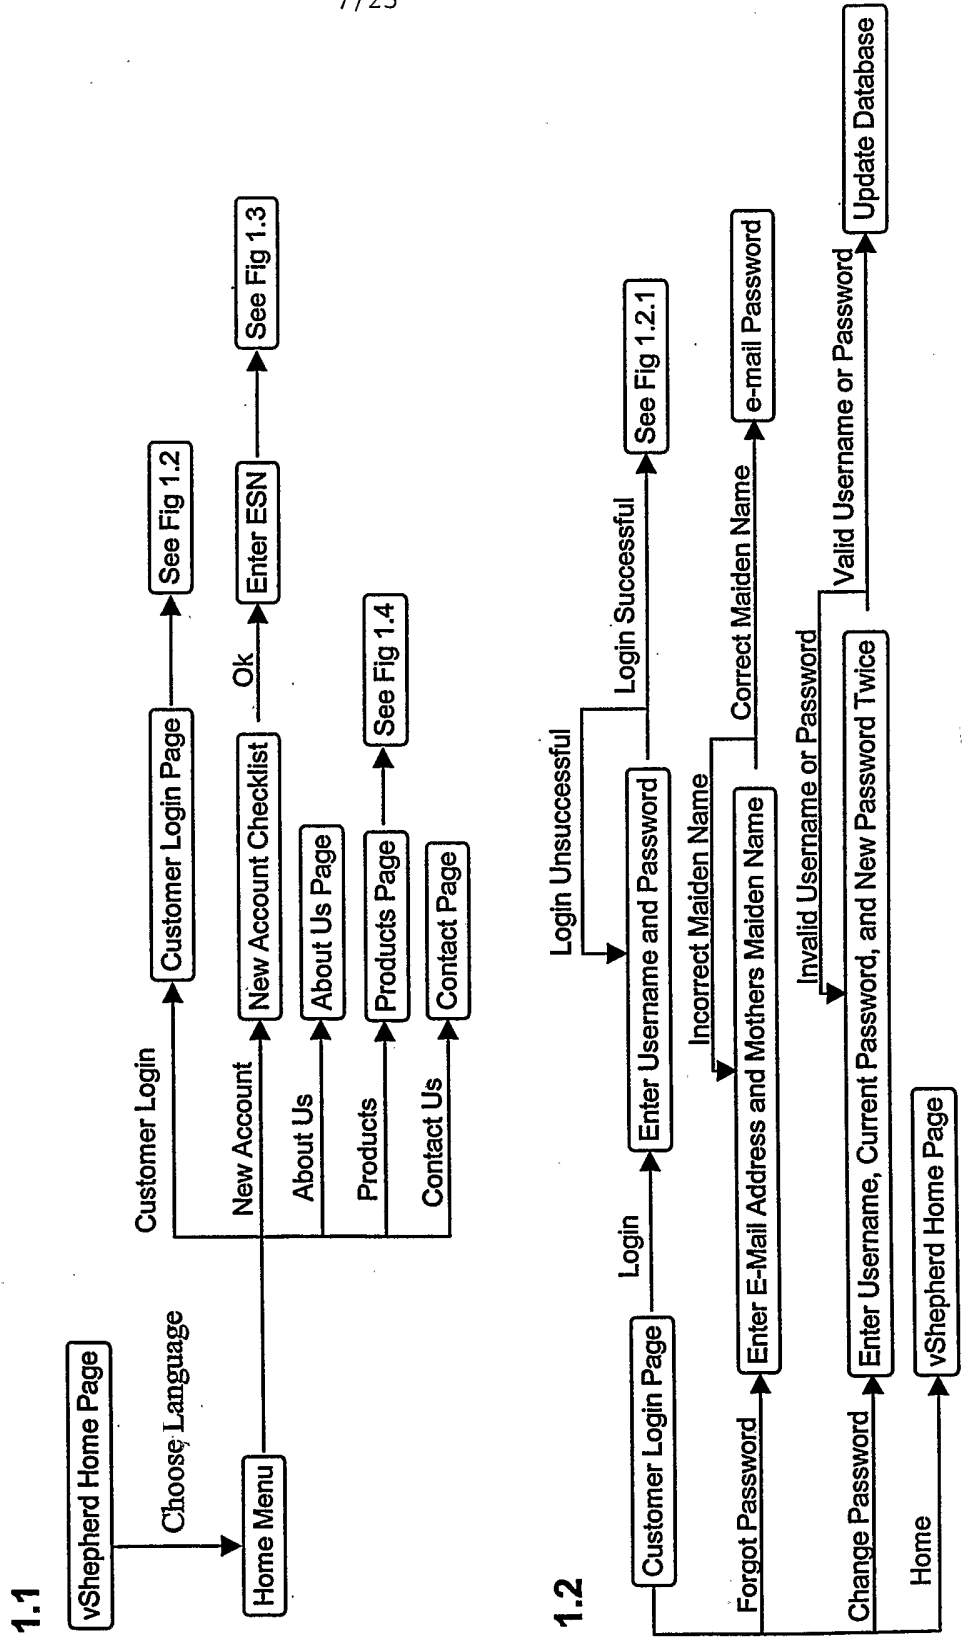 7/25
1.1
vShepherd Home Page
Choose Language
Home Menu
Customer Login
Customer Login Page
See Fig 1.2
New Account
New Account Checklist
Ok
Enter ESN
See Fig 1.3
About Us
About Us Page
Products
Products Page
See Fig 1.4
Contact Us
Contact Page
1.2
Customer Login Page
Login
Enter Username and Password
Login Unsuccessful
Login Successful
See Fig 1.2.1
Forgot Password
Enter E-Mail Address and Mothers Maiden Name
Incorrect Maiden Name
Correct Maiden Name
e-mail Password
Change Password
Enter Username, Current Password, and New Password Twice
Invalid Username or Password
Valid Username or Password
Update Database
Home
vShepherd Home Page